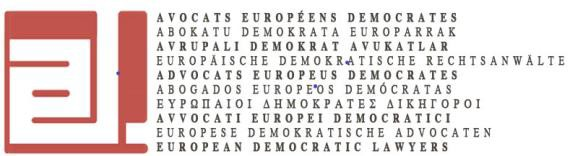 AVOCATS EUROPÉENS DEMOCRATES
ABOKATU DEMOKRATA EUROPARRAK
AVRUPALI DEMOKRAT AVUKATLAR
EUROPÄISCHE DEMOKRATISCHE RECHTSANWÄLTE
ADVOCATS EUROPEUS DEMOCRATES
ABOGADOS EUROPEOS DEMÓCRATAS
ΕΥΡΩΠΑΙΟΙ ΔΗΜΟΚΡΑΤΕΣ ΔΙΚΗΓΟΡΟΙ
AVVOCATI EUROPEI DEMOCRATICI
EUROPESE DEMOKRATISCHE ADVOCATEN
EUROPEAN DEMOCRATIC LAWYERS